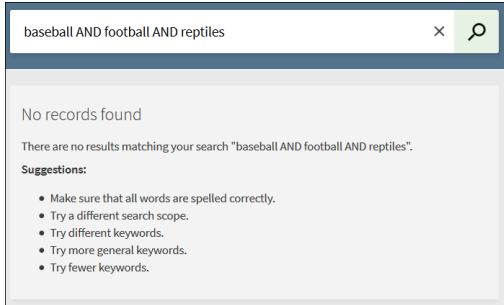 baseball AND football AND reptiles
No records found
There are no results matching your search "baseball AND football AND reptiles".
Suggestions:
• Make sure that all words are spelled correctly.
• Try a different search scope.
• Try different keywords.
• Try more general keywords.
• Try fewer keywords.